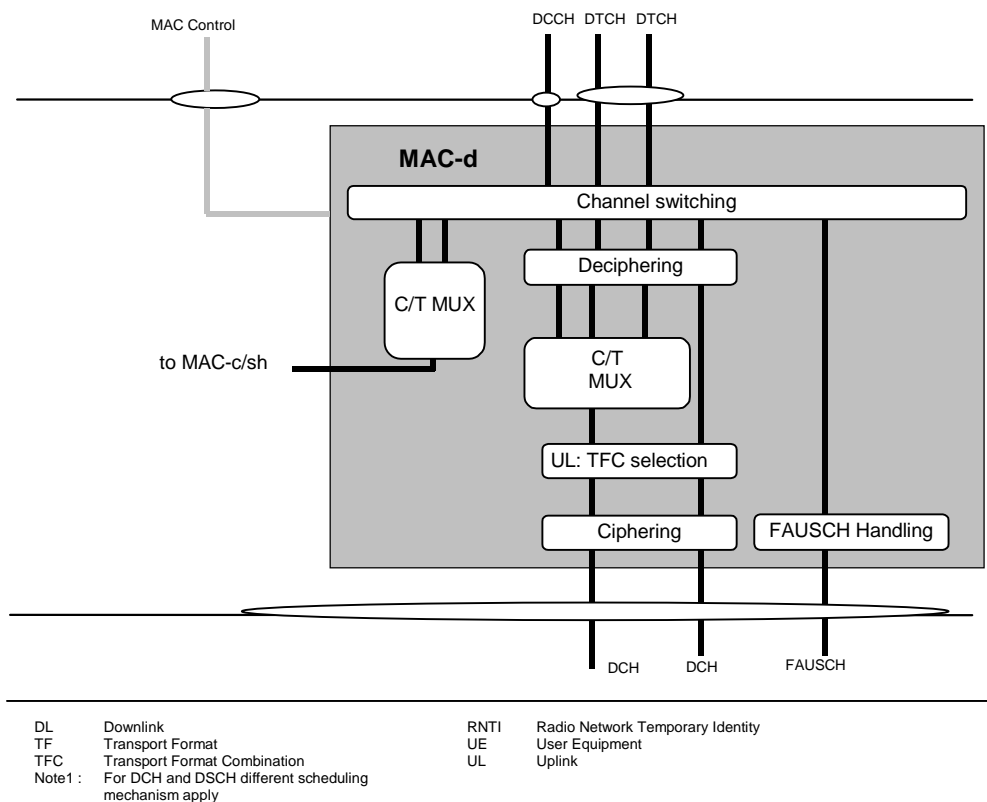 MAC Control
DCCH DTCH DTCH
MAC-d
Channel switching
Deciphering
C/T MUX
C/T
MUX
to MAC-c/sh
UL: TFC selection
Ciphering
FAUSCH Handling
DCH
DCH
FAUSCH
DL Downlink
TF Transport Format
TFC Transport Format Combination
Note1 : For DCH and DSCH different scheduling
mechanism apply
RNTI Radio Network Temporary Identity
UE User Equipment
UL Uplink